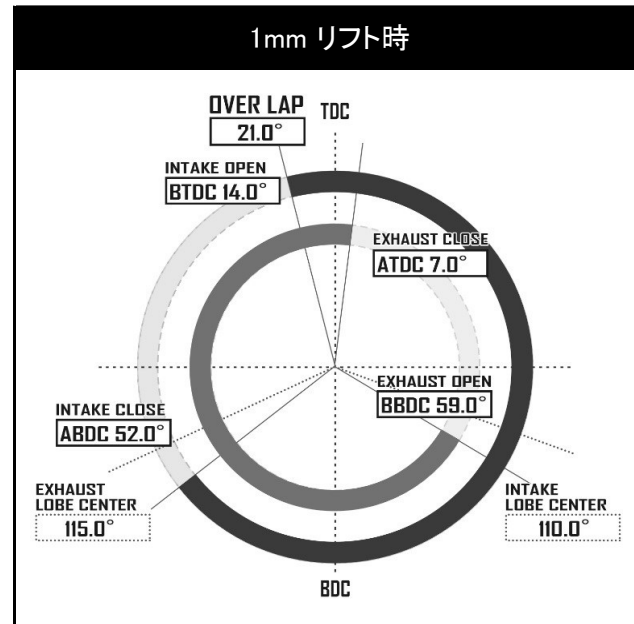 1mm リフト時
OVER LAP
21.0°
TDC
INTAKE OPEN
BTDC 14.0°
EXHAUST CLOSE
ATDC 7.0°
EXHAUST OPEN
BBDC 59.0°
INTAKE CLOSE
ABDC 52.0°
EXHAUST
LOBE CENTER
115.0°
INTAKE
LOBE CENTER
110.0°
BDC